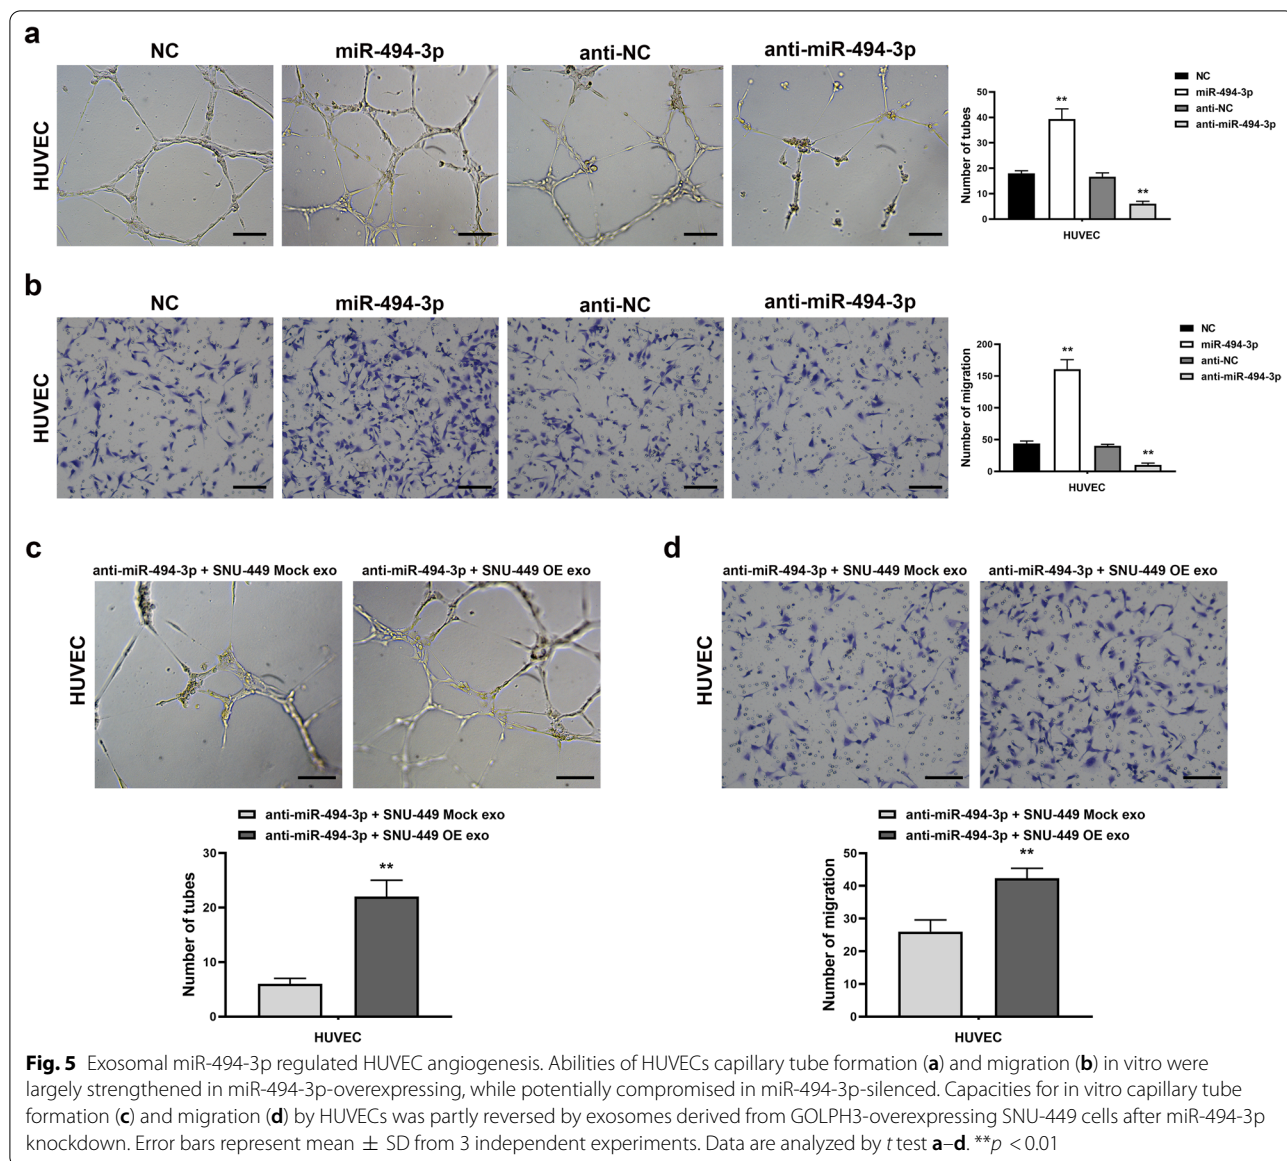 a
NC
miR-494-3p
anti-NC
anti-miR-494-3p
HUVEC
NC
miR-494-3p
anti-NC
anti-miR-494-3p
Number of tubes
50
40
30
20
10
0
**
**
HUVEC
b
NC
miR-494-3p
anti-NC
anti-miR-494-3p
HUVEC
NC
miR-494-3p
anti-NC
anti-miR-494-3p
Number of migration
200
150
100
50
0
**
**
HUVEC
c
anti-miR-494-3p + SNU-449 Mock exo
anti-miR-494-3p + SNU-449 OE exo
HUVEC
anti-miR-494-3p + SNU-449 Mock exo
anti-miR-494-3p + SNU-449 OE exo
Number of tubes
30
20
10
0
**
HUVEC
d
anti-miR-494-3p + SNU-449 Mock exo
anti-miR-494-3p + SNU-449 OE exo
HUVEC
anti-miR-494-3p + SNU-449 Mock exo
anti-miR-494-3p + SNU-449 OE exo
Number of migration
50
40
30
20
10
0
**
HUVEC
Fig. 5 Exosomal miR-494-3p regulated HUVEC angiogenesis. Abilities of HUVECs capillary tube formation (a) and migration (b) in vitro were
largely strengthened in miR-494-3p-overexpressing, while potentially compromised in miR-494-3p-silenced. Capacities for in vitro capillary tube
formation (c) and migration (d) by HUVECs was partly reversed by exosomes derived from GOLPH3-overexpressing SNU-449 cells after miR-494-3p
knockdown. Error bars represent mean ± SD from 3 independent experiments. Data are analyzed by t test a–d. **p < 0.01